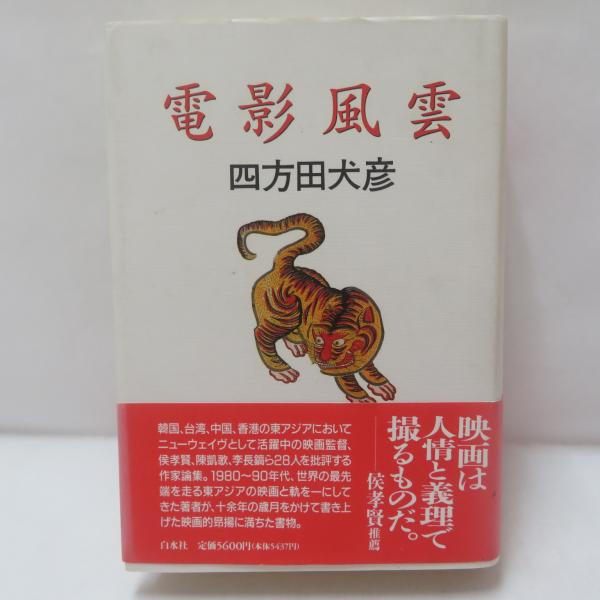 電影風雲
四方田犬彦
映画は
人情と義理で
撮るものだ。
——侯孝賢推薦
韓国、台湾、中国、香港の東アジアにおいて
ニューウェイヴとして活躍中の映画監督、
侯孝賢、陳凱歌、李長鎬ら28人を批評する
作家論集。1980〜90年代、世界の最先
端を走る東アジアの映画と軌を一にして
きた著者が、十余年の歳月をかけて書き上
げた映画的昂揚に満ちた書物。
白水社 定価5600円(本体5437円)